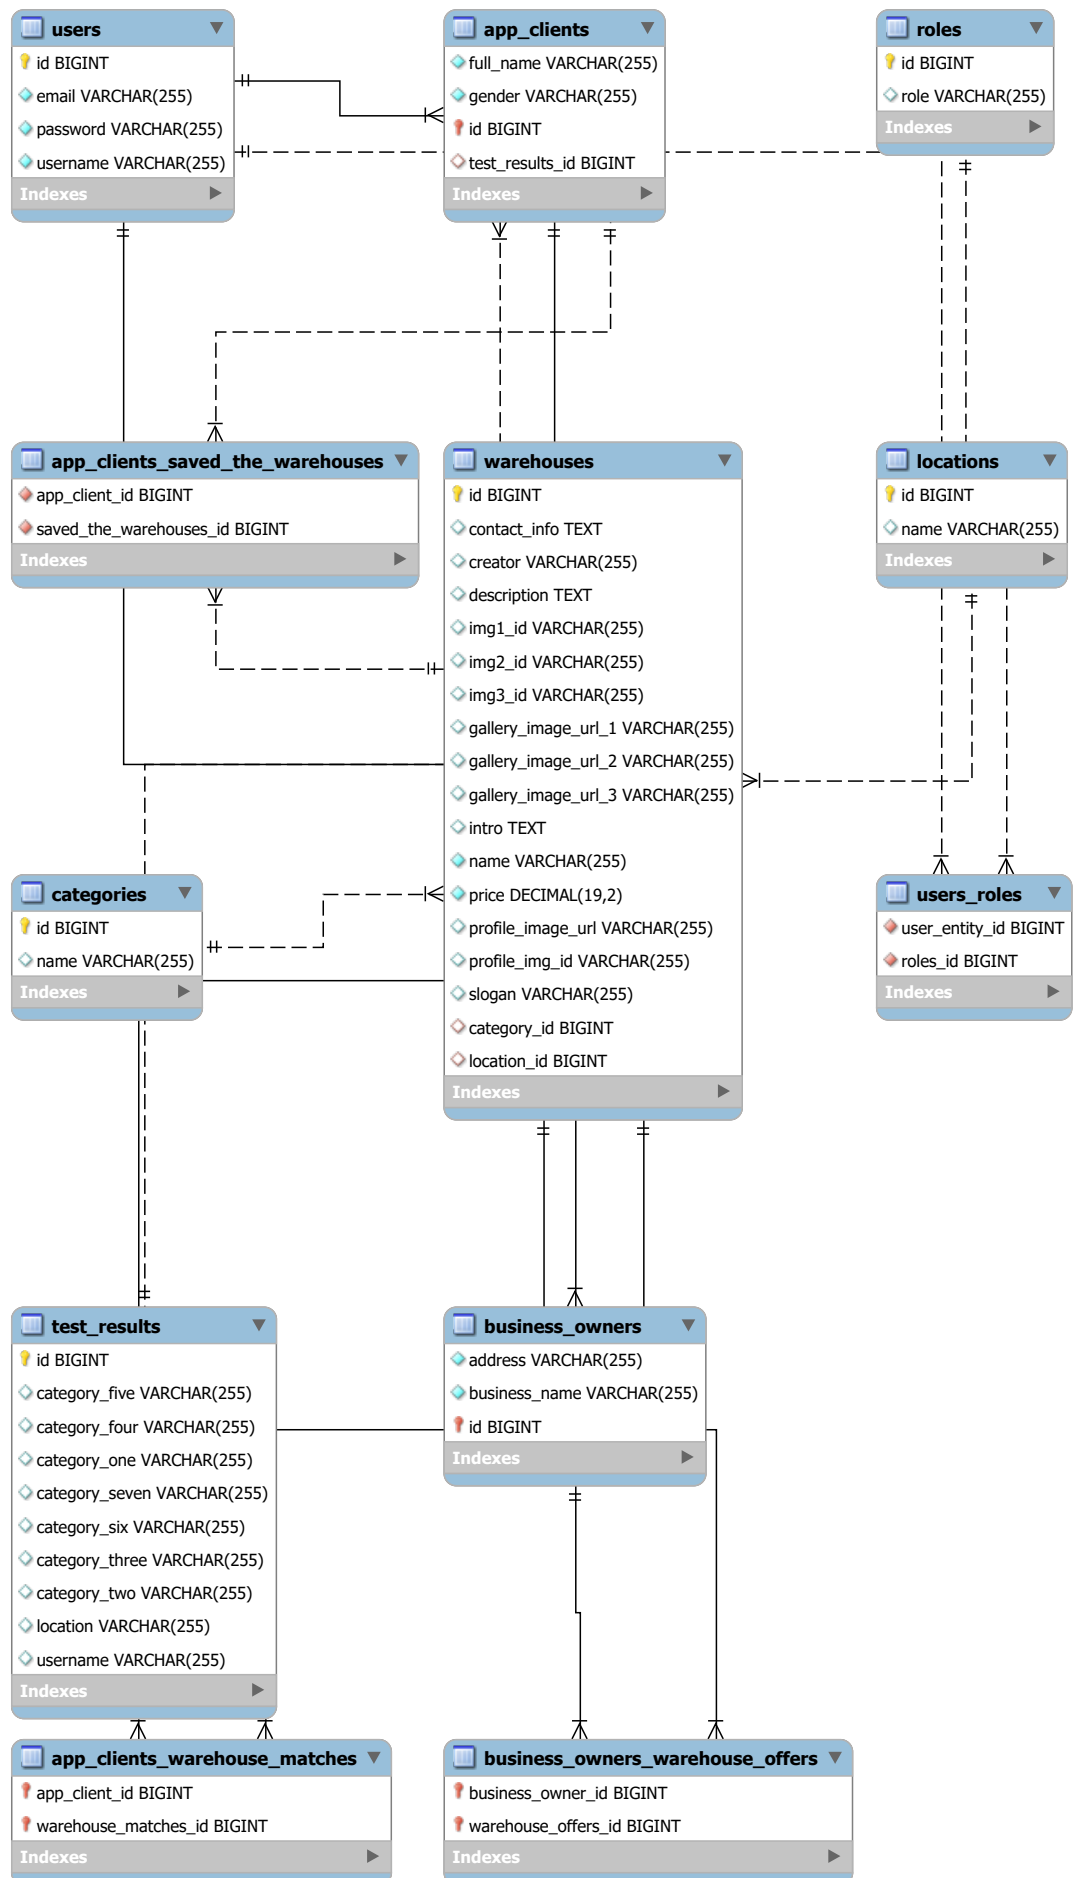 users
id BIGINT
email VARCHAR(255)
password VARCHAR(255)
username VARCHAR(255)
Indexes
app_clients
full_name VARCHAR(255)
gender VARCHAR(255)
id BIGINT
test_results_id BIGINT
Indexes
roles
id BIGINT
role VARCHAR(255)
Indexes
app_clients_saved_the_warehouses
app_client_id BIGINT
saved_the_warehouses_id BIGINT
Indexes
warehouses
id BIGINT
contact_info TEXT
creator VARCHAR(255)
description TEXT
img1_id VARCHAR(255)
img2_id VARCHAR(255)
img3_id VARCHAR(255)
gallery_image_url_1 VARCHAR(255)
gallery_image_url_2 VARCHAR(255)
gallery_image_url_3 VARCHAR(255)
intro TEXT
name VARCHAR(255)
price DECIMAL(19,2)
profile_image_url VARCHAR(255)
profile_img_id VARCHAR(255)
slogan VARCHAR(255)
category_id BIGINT
location_id BIGINT
Indexes
locations
id BIGINT
name VARCHAR(255)
Indexes
categories
id BIGINT
name VARCHAR(255)
Indexes
users_roles
user_entity_id BIGINT
roles_id BIGINT
Indexes
test_results
id BIGINT
category_five VARCHAR(255)
category_four VARCHAR(255)
category_one VARCHAR(255)
category_seven VARCHAR(255)
category_six VARCHAR(255)
category_three VARCHAR(255)
category_two VARCHAR(255)
location VARCHAR(255)
username VARCHAR(255)
Indexes
business_owners
address VARCHAR(255)
business_name VARCHAR(255)
id BIGINT
Indexes
app_clients_warehouse_matches
app_client_id BIGINT
warehouse_matches_id BIGINT
Indexes
business_owners_warehouse_offers
business_owner_id BIGINT
warehouse_offers_id BIGINT
Indexes